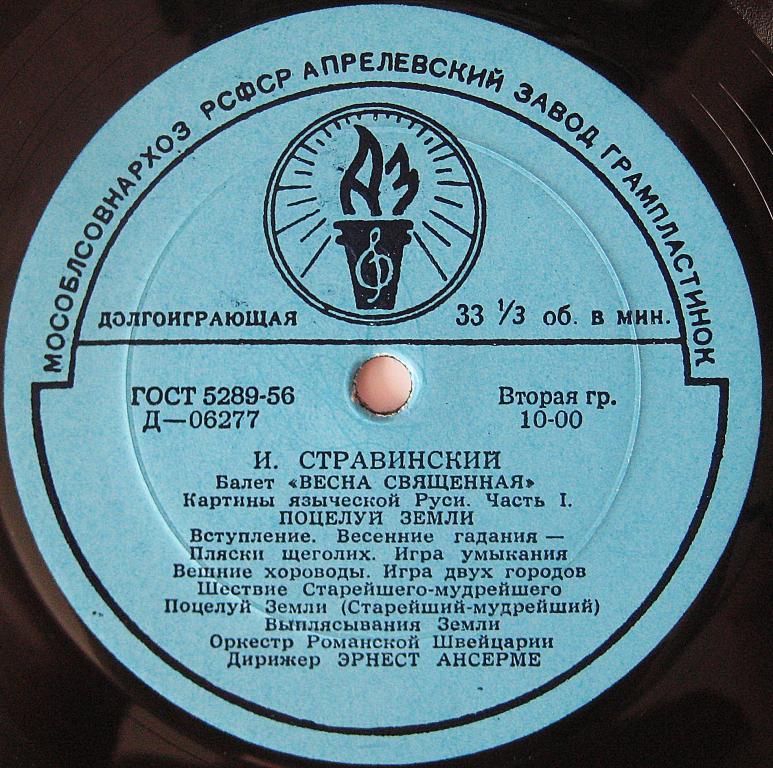 МОСОБЛСОВНАРХОЗ РСФСР АПРЕЛЕВСКИЙ ЗАВОД ГРАМПЛАСТИНОК
АЗ
ДОЛГОИГРАЮЩАЯ
33 ⅓ об. в мин.
ГОСТ 5289-56
Д—06277
Вторая гр.
10-00
И. СТРАВИНСКИЙ
Балет «ВЕСНА СВЯЩЕННАЯ»
Картины языческой Руси. Часть I.
ПОЦЕЛУЙ ЗЕМЛИ
Вступление. Весенние гадания —
Пляски щеголих. Игра умыкания
Вешние хороводы. Игра двух городов
Шествие Старейшего-мудрейшего
Поцелуй Земли (Старейший-мудрейший)
Выплясывания Земли
Оркестр Романской Швейцарии
Дирижер ЭРНЕСТ АНСЕРМЕ